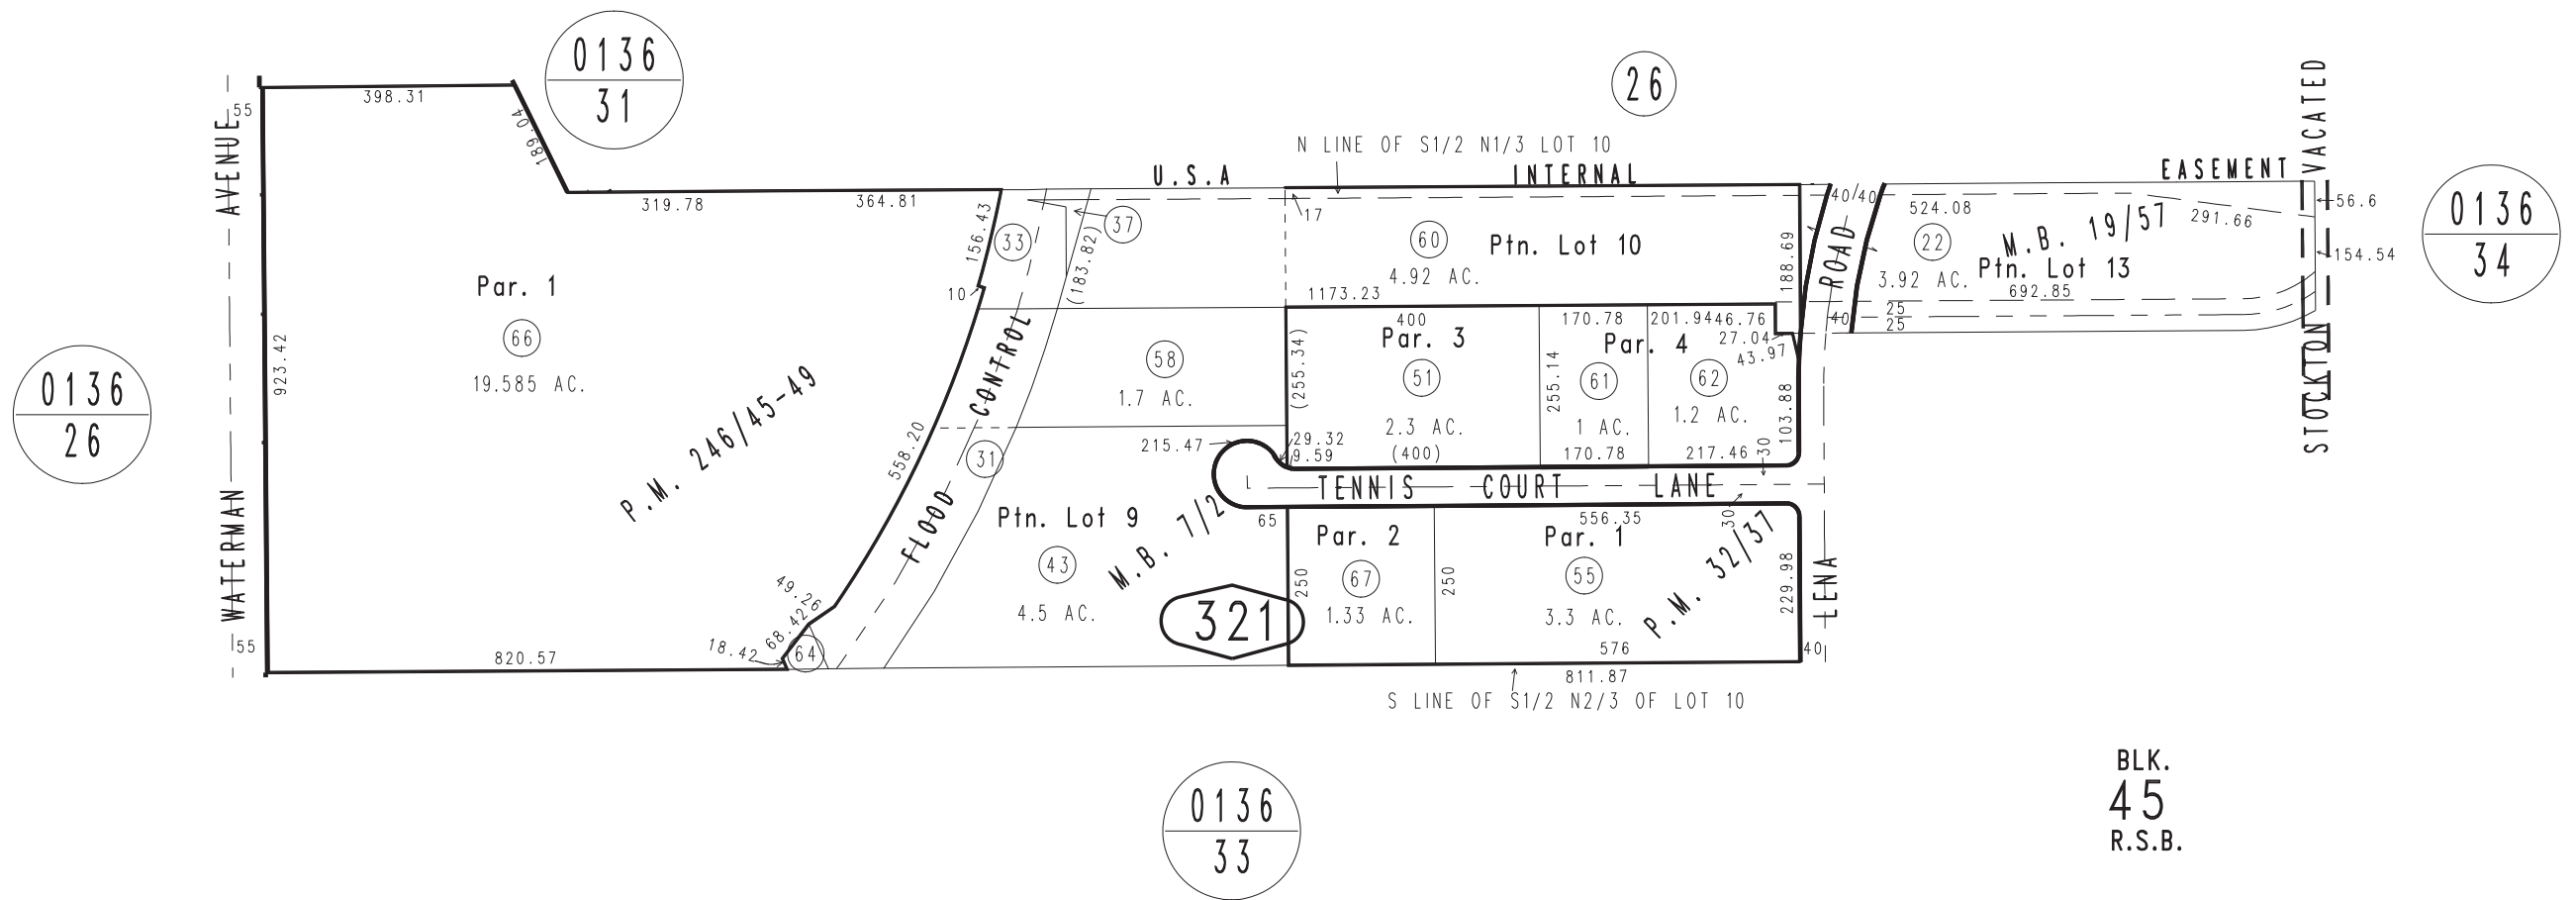 0136
31
26
VACATED
N LINE OF S1/2 N1/3 LOT 10
U.S.A
INTERNAL
EASEMENT
398.31
55
AVENUE
189.04
319.78
364.81
156.43
33
37
(183.82)
10
17
60
Ptn. Lot 10
4.92 AC.
1173.23
188.69
40/40
ROAD
40
524.08
22
M.B. 19/57
291.66
Ptn. Lot 13
3.92 AC.
692.85
25
25
56.6
154.54
0136
34
STOCKTON
Par. 1
66
19.585 AC.
923.42
0136
26
P.M. 246/45-49
558.20
FLOOD CONTROL
31
58
1.7 AC.
215.47
29.32
9.59
(255.34)
400
Par. 3
51
2.3 AC.
(400)
170.78
255.14
Par. 4
61
1 AC.
170.78
201.94
46.76
27.04
43.97
62
1.2 AC.
217.46
103.88
30
TENNIS COURT LANE
30
WATERMAN
55
820.57
18.42
68.42
49.26
64
Ptn. Lot 9
43
4.5 AC.
M.B. 7/2
65
321
250
Par. 2
67
1.33 AC.
250
556.35
Par. 1
55
3.3 AC.
576
P.M. 32/37
229.98
LENA
40
811.87
S LINE OF S1/2 N2/3 OF LOT 10
0136
33
BLK.
45
R.S.B.